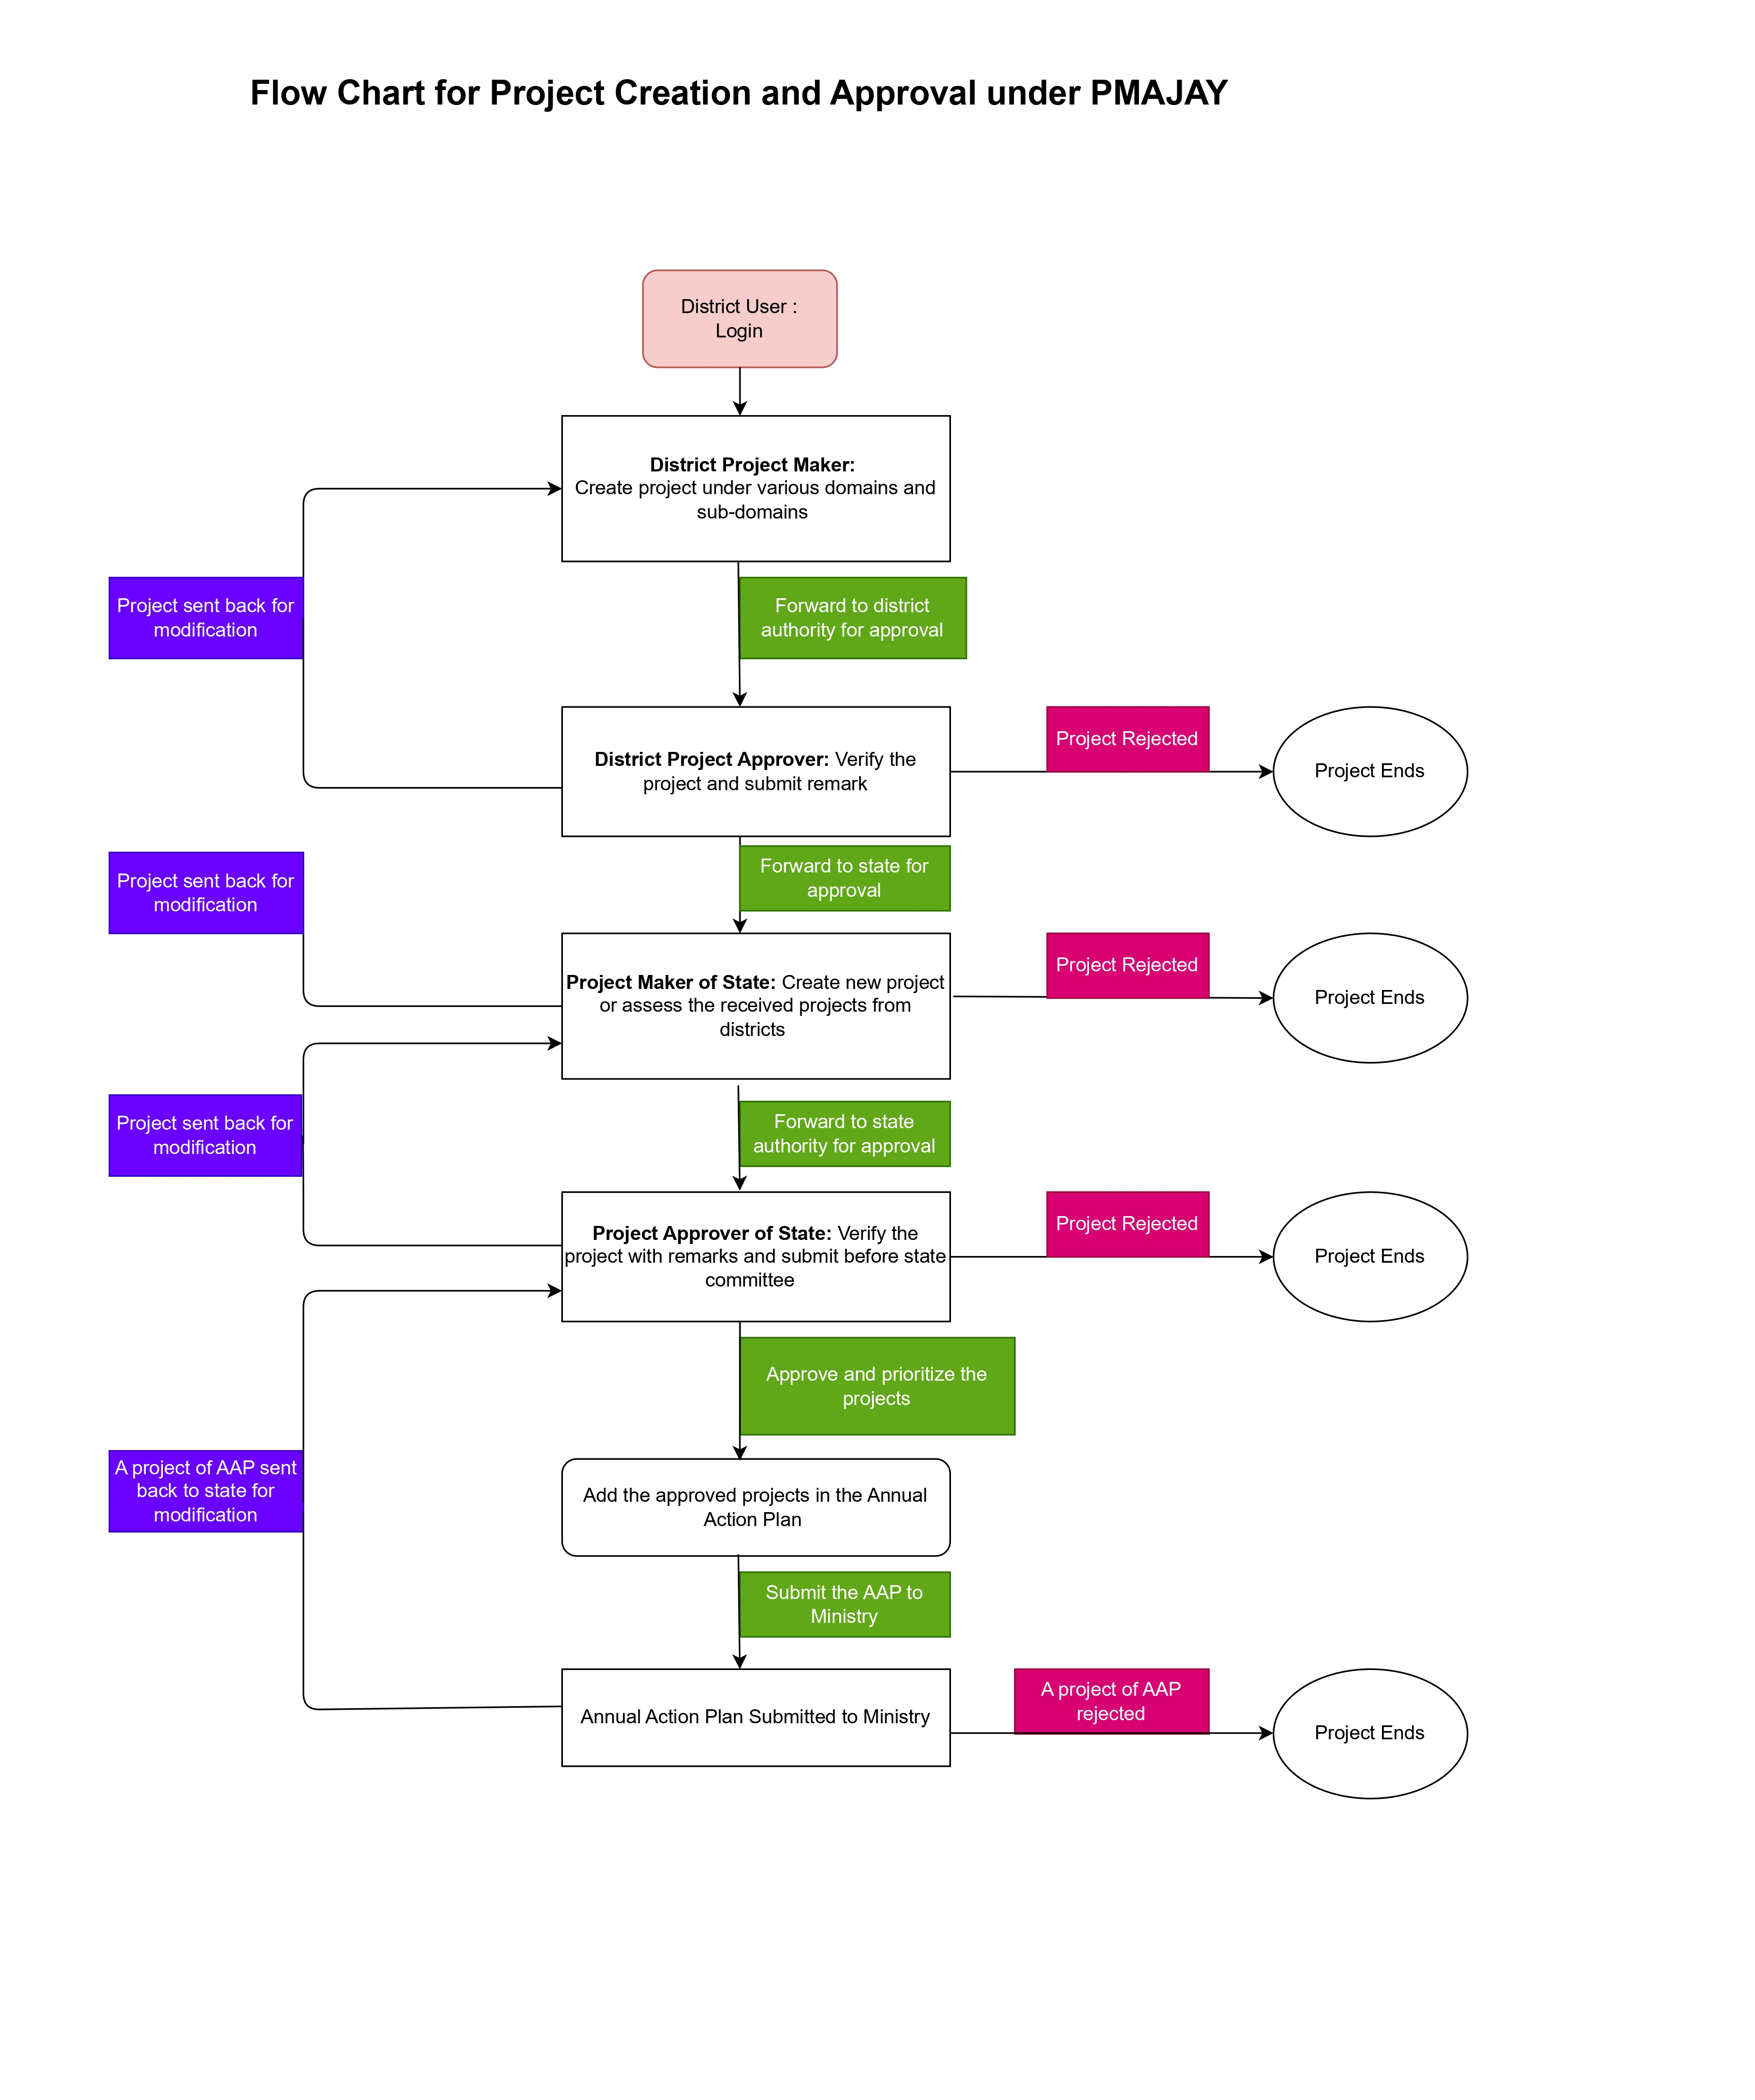 Flow Chart for Project Creation and Approval under PMAJAY
District User :
Login
District Project Maker:
Create project under various domains and
sub-domains
Project sent back for
modification
Forward to district
authority for approval
District Project Approver: Verify the
project and submit remark
Project Rejected
Project Ends
Project sent back for
modification
Forward to state for
approval
Project Maker of State: Create new project
or assess the received projects from
districts
Project Rejected
Project Ends
Project sent back for
modification
Forward to state
authority for approval
Project Approver of State: Verify the
project with remarks and submit before state
committee
Project Rejected
Project Ends
Approve and prioritize the
projects
A project of AAP sent
back to state for
modification
Add the approved projects in the Annual
Action Plan
Submit the AAP to
Ministry
Annual Action Plan Submitted to Ministry
A project of AAP
rejected
Project Ends